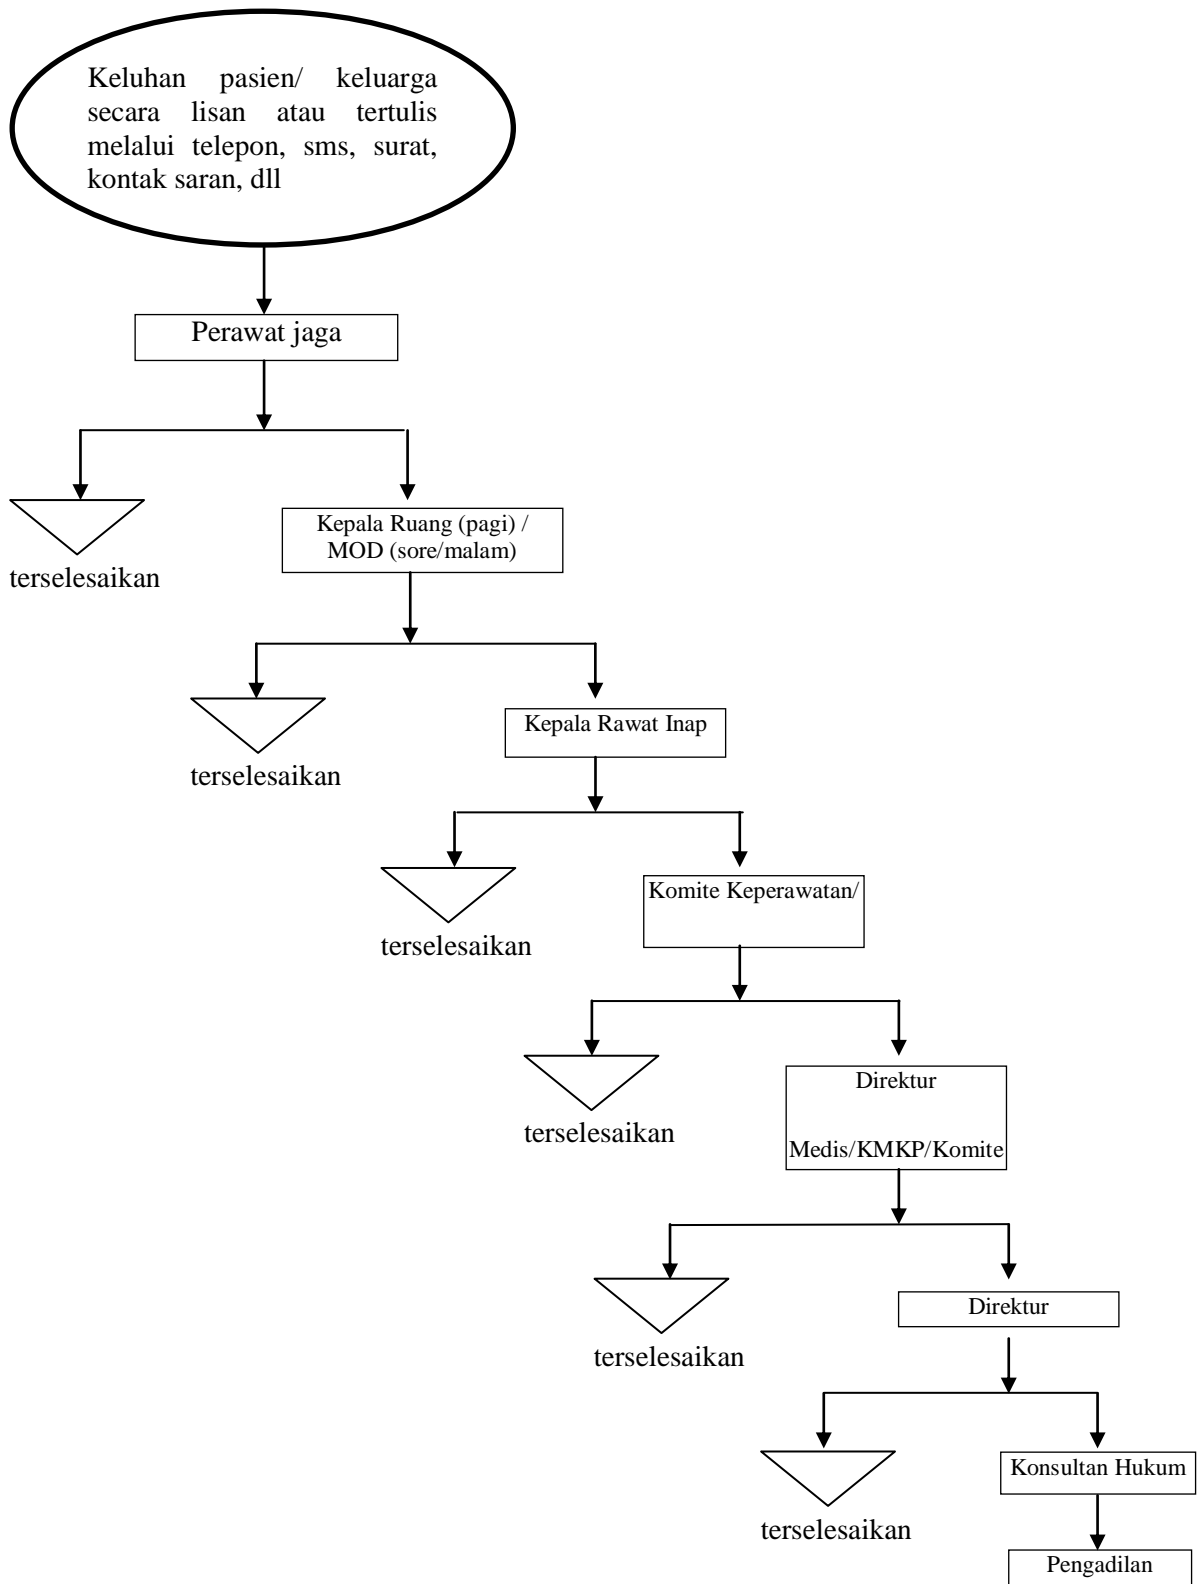 Keluhan pasien/ keluarga
secara lisan atau tertulis
melalui telepon, sms, surat,
kontak saran, dll
Perawat jaga
terselesaikan
Kepala Ruang (pagi) /
MOD (sore/malam)
terselesaikan
Kepala Rawat Inap
terselesaikan
Komite Keperawatan/
terselesaikan
Direktur
Medis/KMKP/Komite
terselesaikan
Direktur
terselesaikan
Konsultan Hukum
Pengadilan